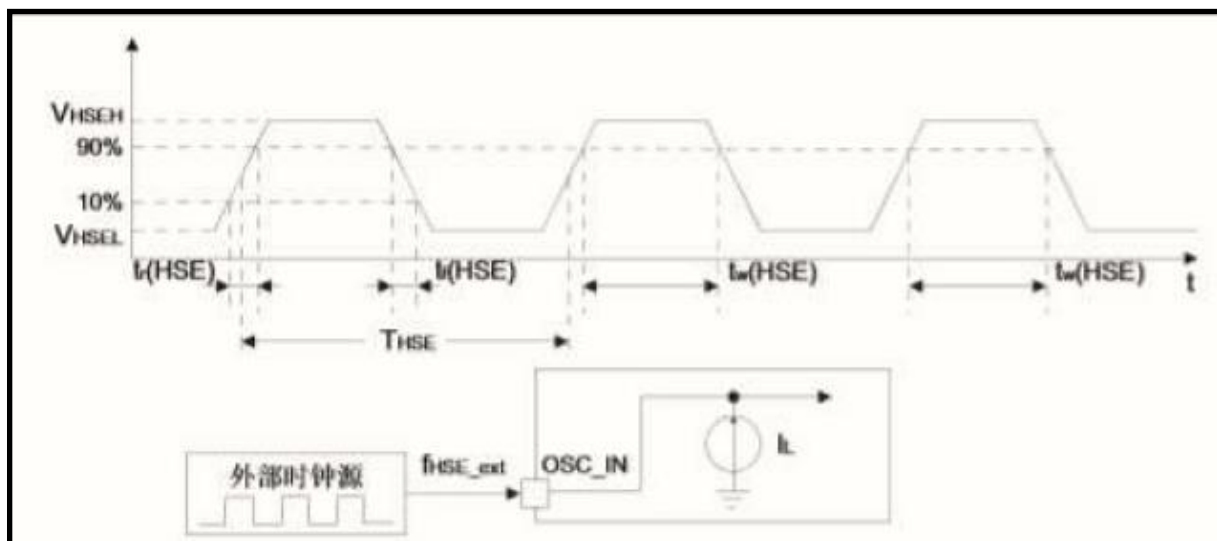 VHSEH
90%
10%
VHSEL
tr(HSE) tf(HSE) tw(HSE) tw(HSE) t
THSE
外部时钟源 fHSE_ext OSC_IN IL